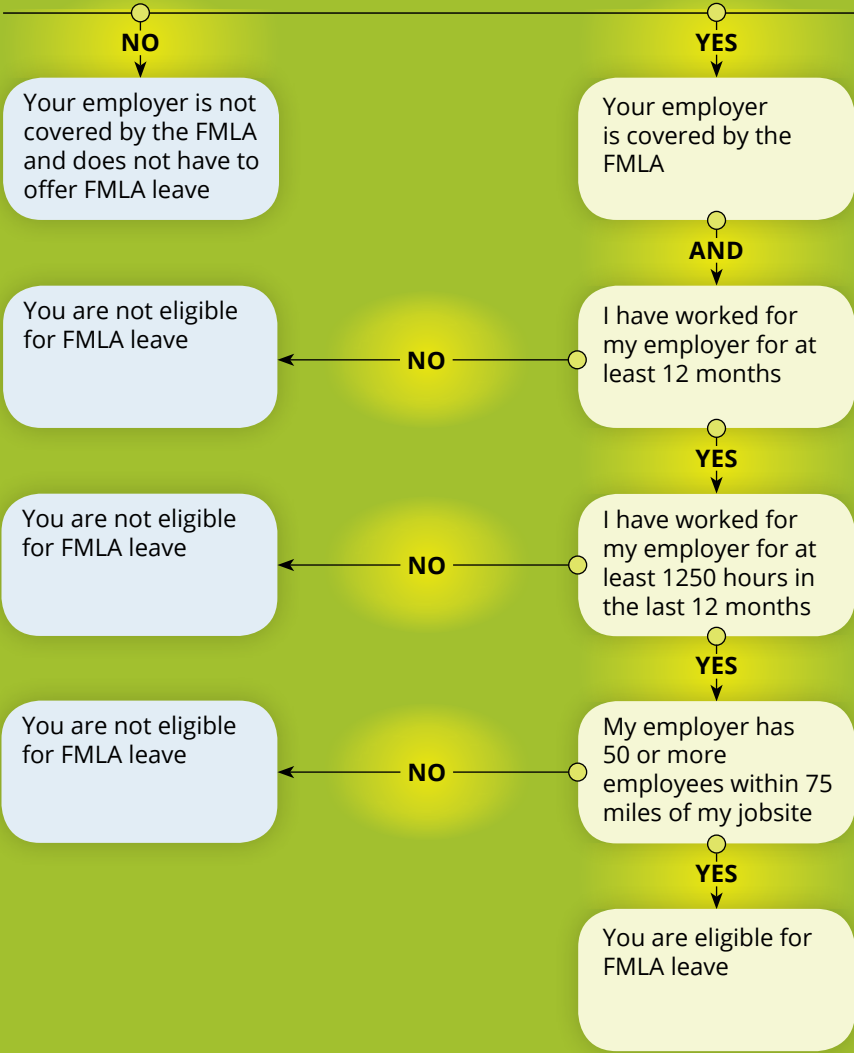 NO
YES
Your employer is not
covered by the FMLA
and does not have to
offer FMLA leave
Your employer
is covered by the
FMLA
AND
You are not eligible
for FMLA leave
NO
I have worked for
my employer for at
least 12 months
YES
You are not eligible
for FMLA leave
NO
I have worked for
my employer for at
least 1250 hours in
the last 12 months
YES
You are not eligible
for FMLA leave
NO
My employer has
50 or more
employees within 75
miles of my jobsite
YES
You are eligible for
FMLA leave